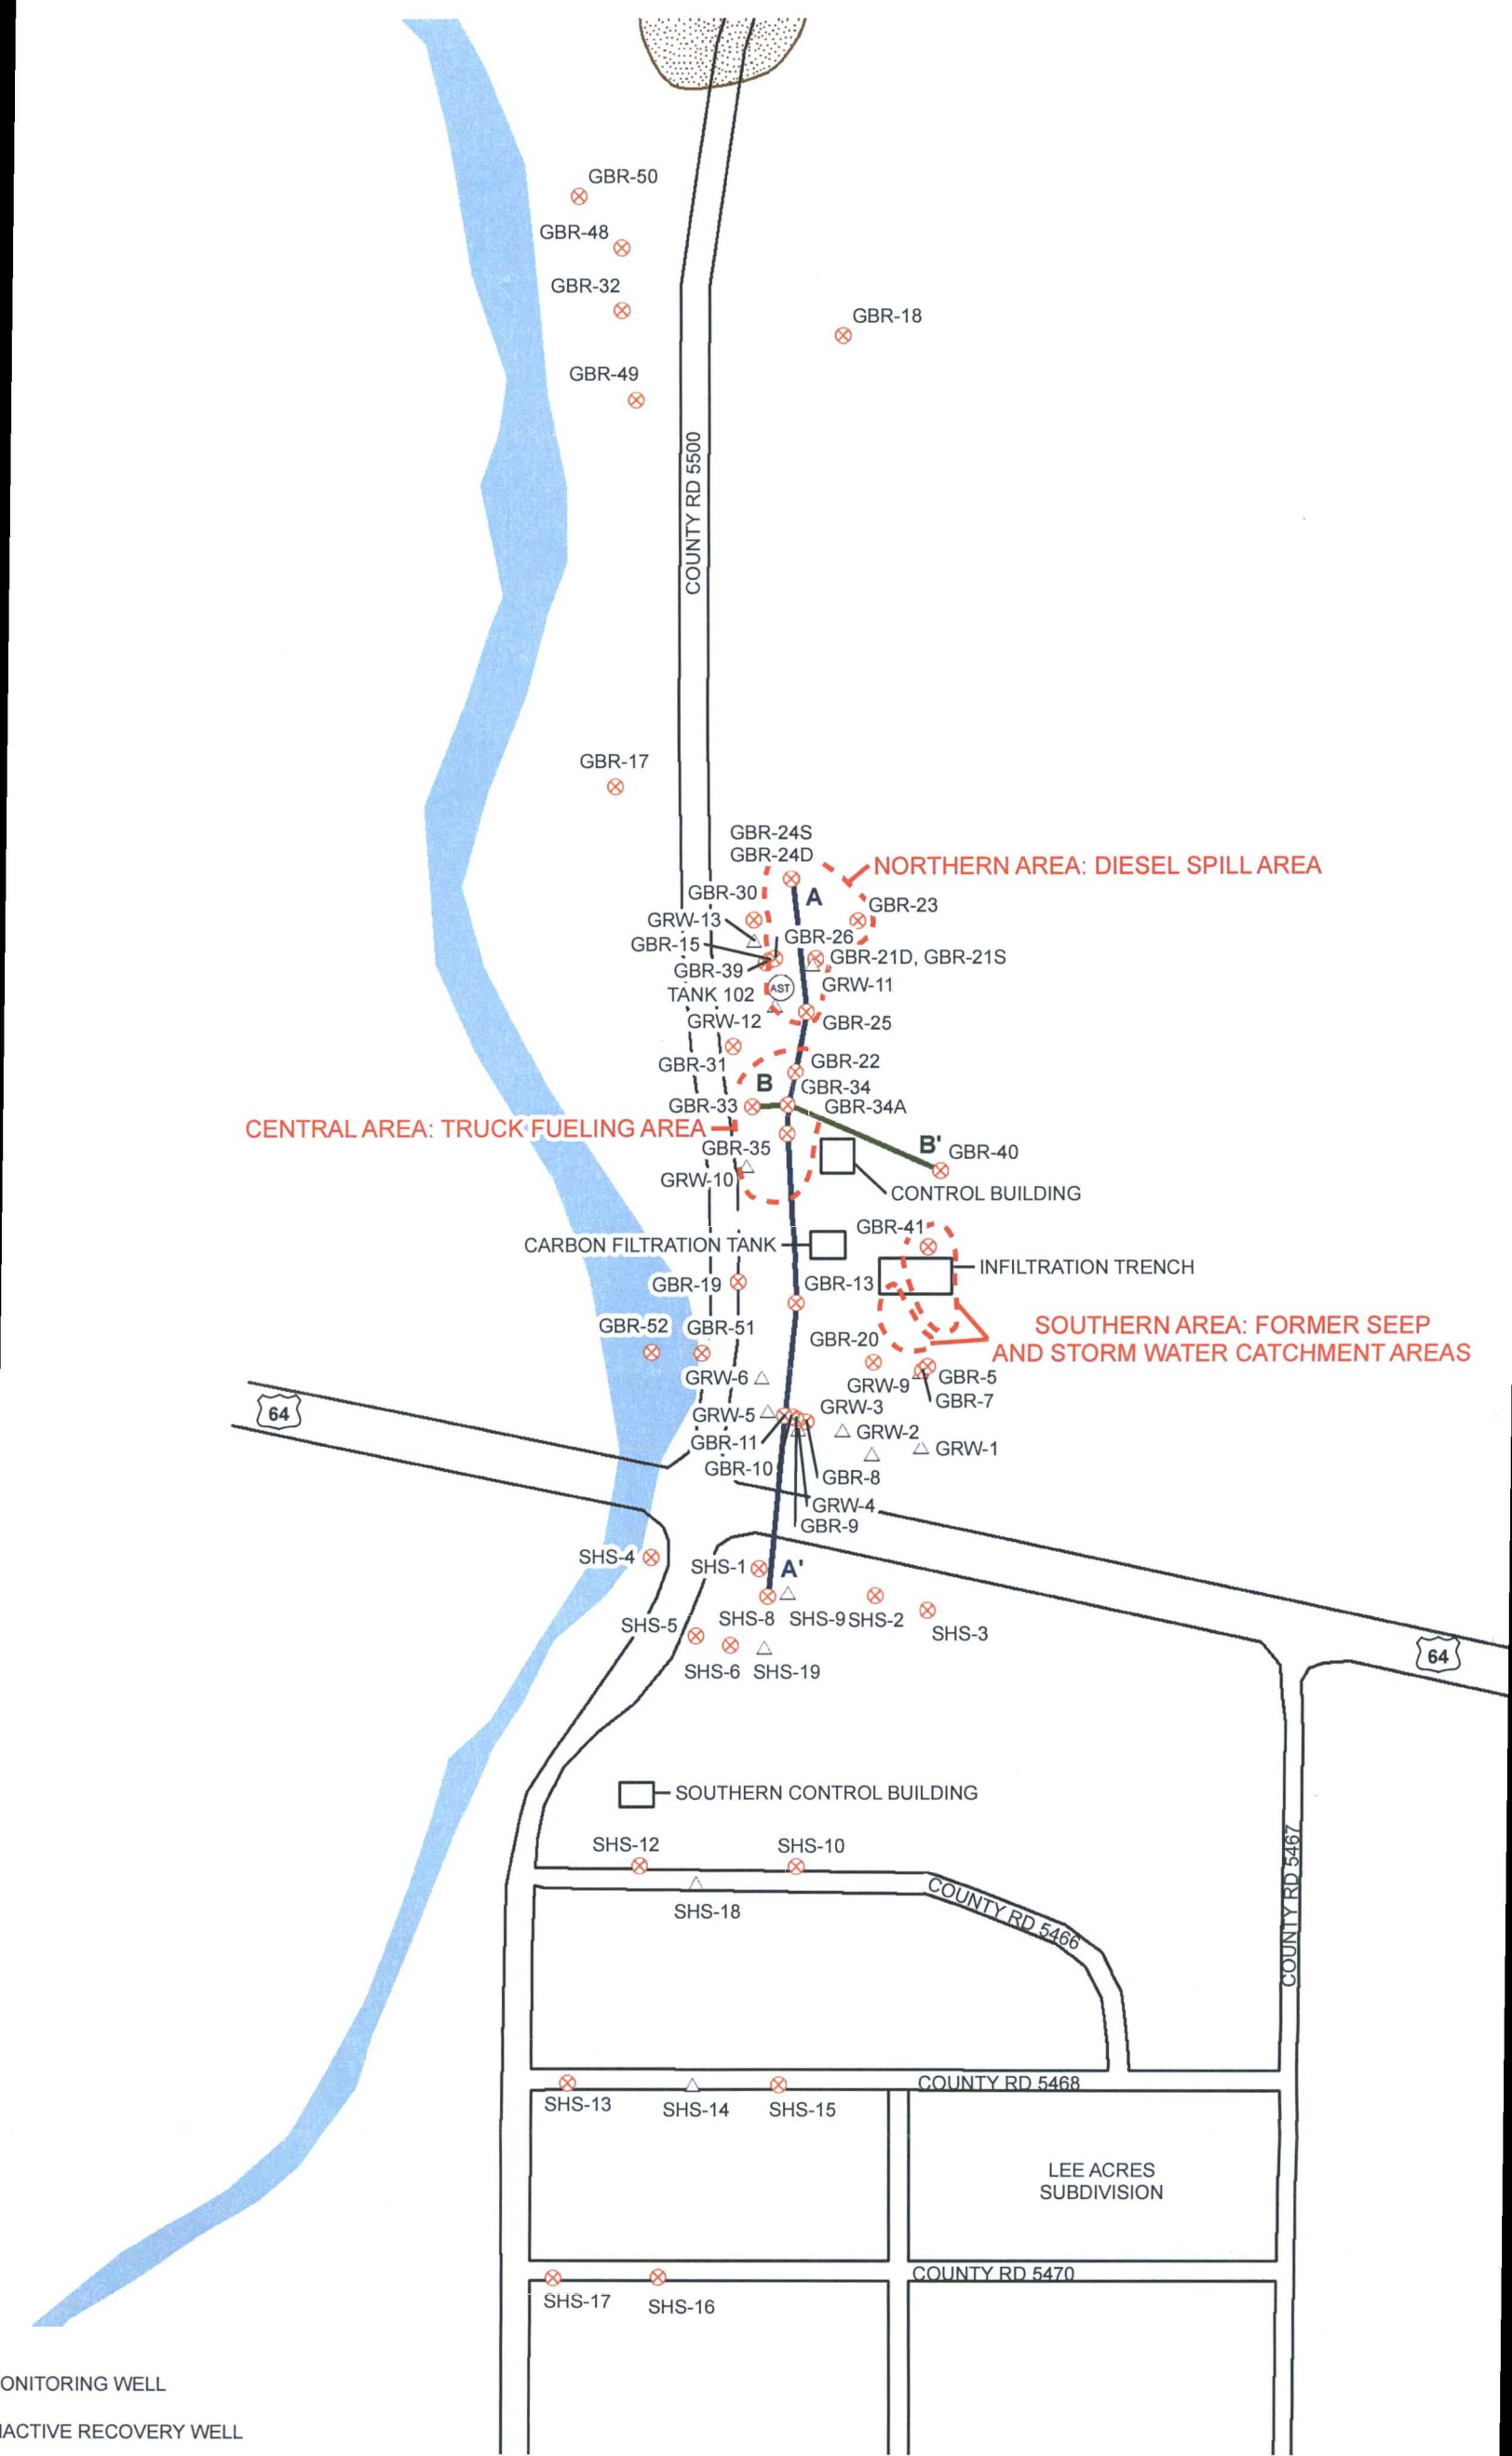 GBR-50
GBR-48
GBR-32
GBR-18
GBR-49
COUNTY RD 5500
GBR-17
GBR-24S
GBR-24D
NORTHERN AREA: DIESEL SPILL AREA
GBR-30
A
GBR-23
GRW-13
GBR-26
GBR-15
GBR-21D, GBR-21S
GBR-39
AST
GRW-11
TANK 102
GRW-12
GBR-25
GBR-31
GBR-22
B
GBR-34
GBR-33
GBR-34A
CENTRAL AREA: TRUCK FUELING AREA
GBR-35
B'
GBR-40
GRW-10
CONTROL BUILDING
GBR-41
CARBON FILTRATION TANK
INFILTRATION TRENCH
GBR-19
GBR-13
GBR-52
GBR-51
GBR-20
SOUTHERN AREA: FORMER SEEP
AND STORM WATER CATCHMENT AREAS
GRW-6
GRW-9
GBR-5
GBR-7
64
GRW-5
GRW-3
GRW-2
GBR-11
GRW-1
GBR-10
GBR-8
GRW-4
GBR-9
SHS-4
SHS-1
A'
SHS-5
SHS-8
SHS-9
SHS-2
SHS-3
64
SHS-6
SHS-19
SOUTHERN CONTROL BUILDING
SHS-12
SHS-10
COUNTY RD 5467
SHS-18
COUNTY RD 5466
COUNTY RD 5468
SHS-13
SHS-14
SHS-15
LEE ACRES
SUBDIVISION
COUNTY RD 5470
SHS-17
SHS-16
ONITORING WELL
ACTIVE RECOVERY WELL